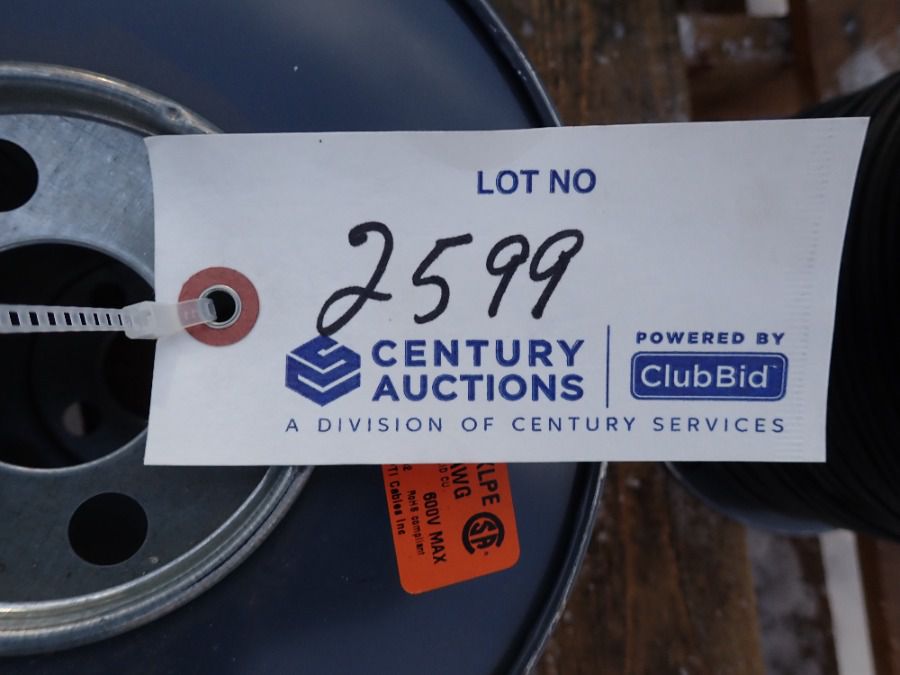 LOT NO
2599
CENTURY
AUCTIONS
POWERED BY
ClubBid
A DIVISION OF CENTURY SERVICES
XLPE
AWG
600V MAX
RoHS compliant
Cables Inc
SA